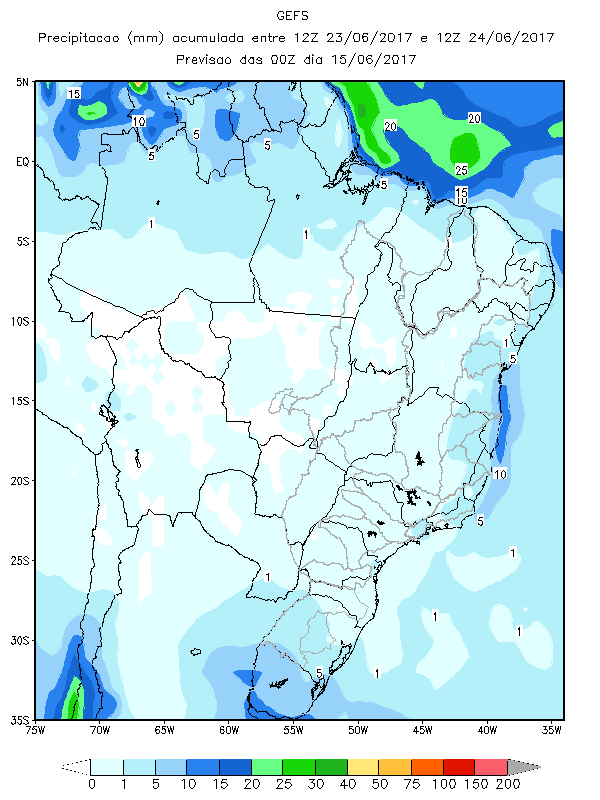 GEFS
Precipitacao (mm) acumulada entre 12Z 23/06/2017 e 12Z 24/06/2017
Previsao das 00Z dia 15/06/2017
5N
15
10
20
20
5
5
5
EQ
25
5
15
10
1
1
5S
10S
1
5
15S
10
20S
5
25S
1
1
1
1
30S
5
1
35S
75W 70W 65W 60W 55W 50W 45W 40W 35W
0 1 5 10 15 20 25 30 40 50 75 100 150 200